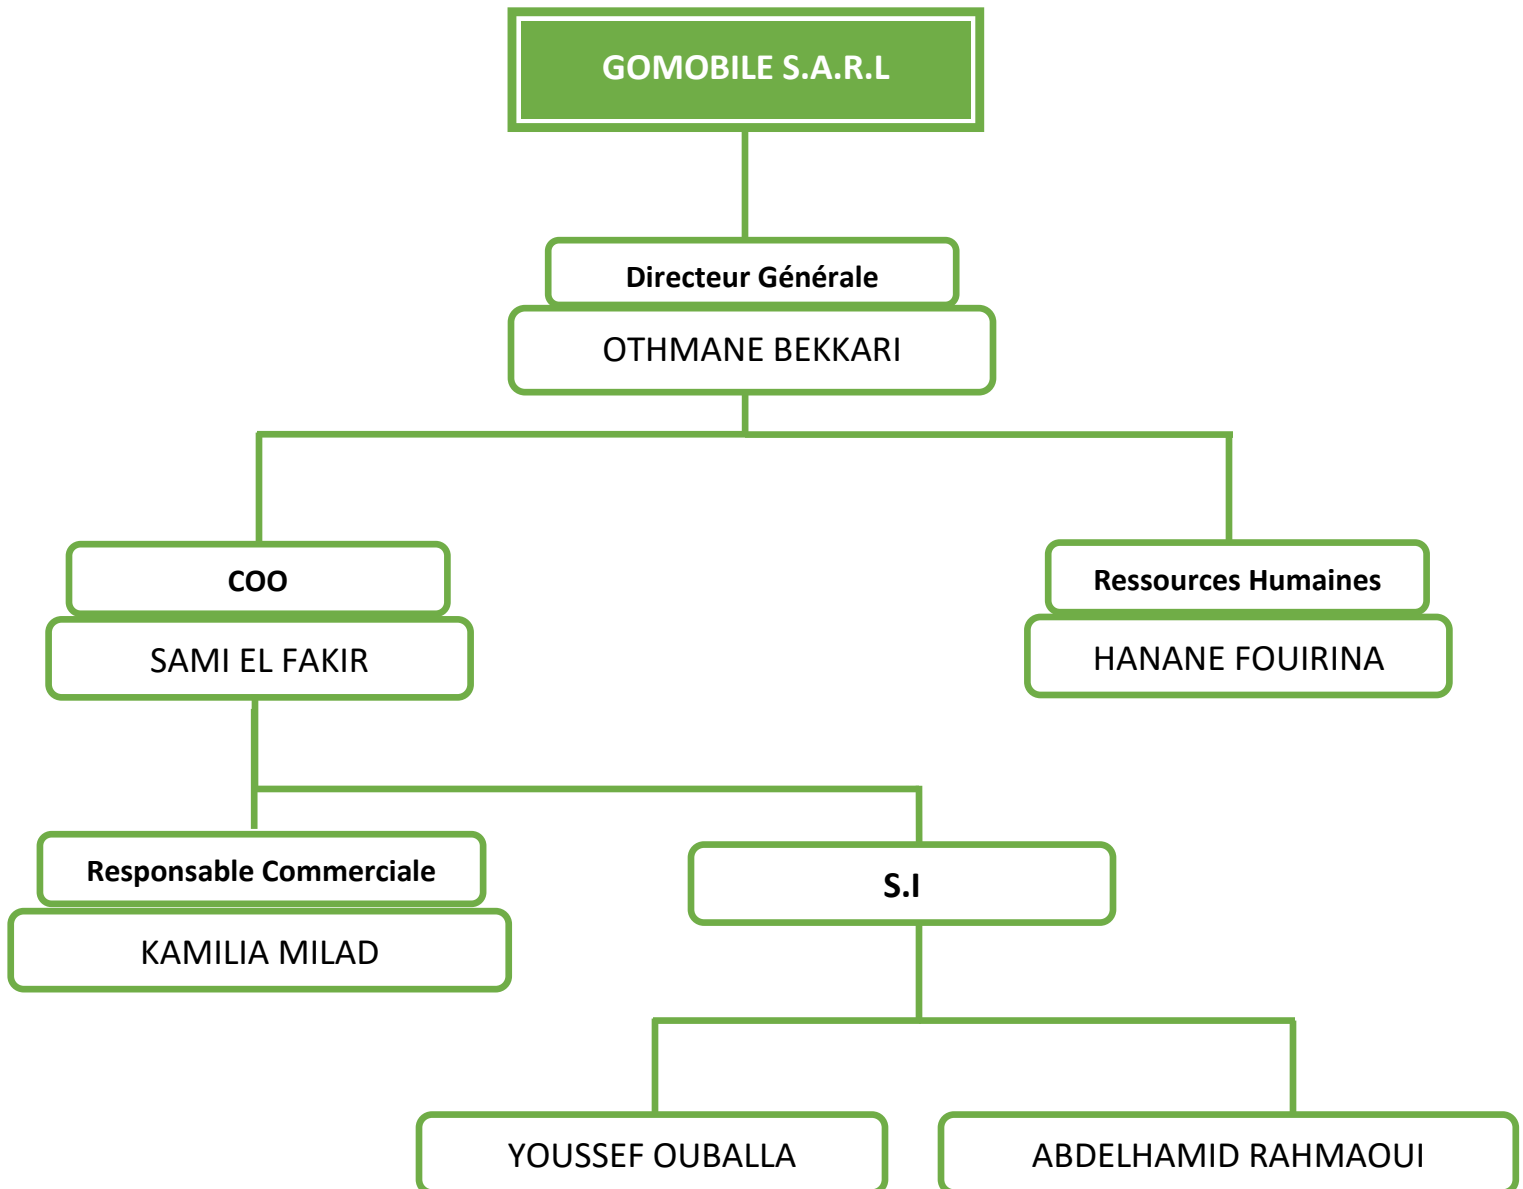 GOMOBILE S.A.R.L
Directeur Générale
OTHMANE BEKKARI
COO
SAMI EL FAKIR
Ressources Humaines
HANANE FOUIRINA
Responsable Commerciale
KAMILIA MILAD
S.I
YOUSSEF OUBALLA
ABDELHAMID RAHMAOUI